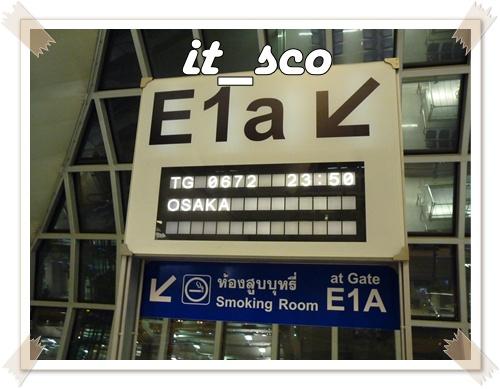 it_sco
E1a
TG 0672 23:50
OSAKA
ห้องสูบบุหรี่
Smoking Room
at Gate
E1A